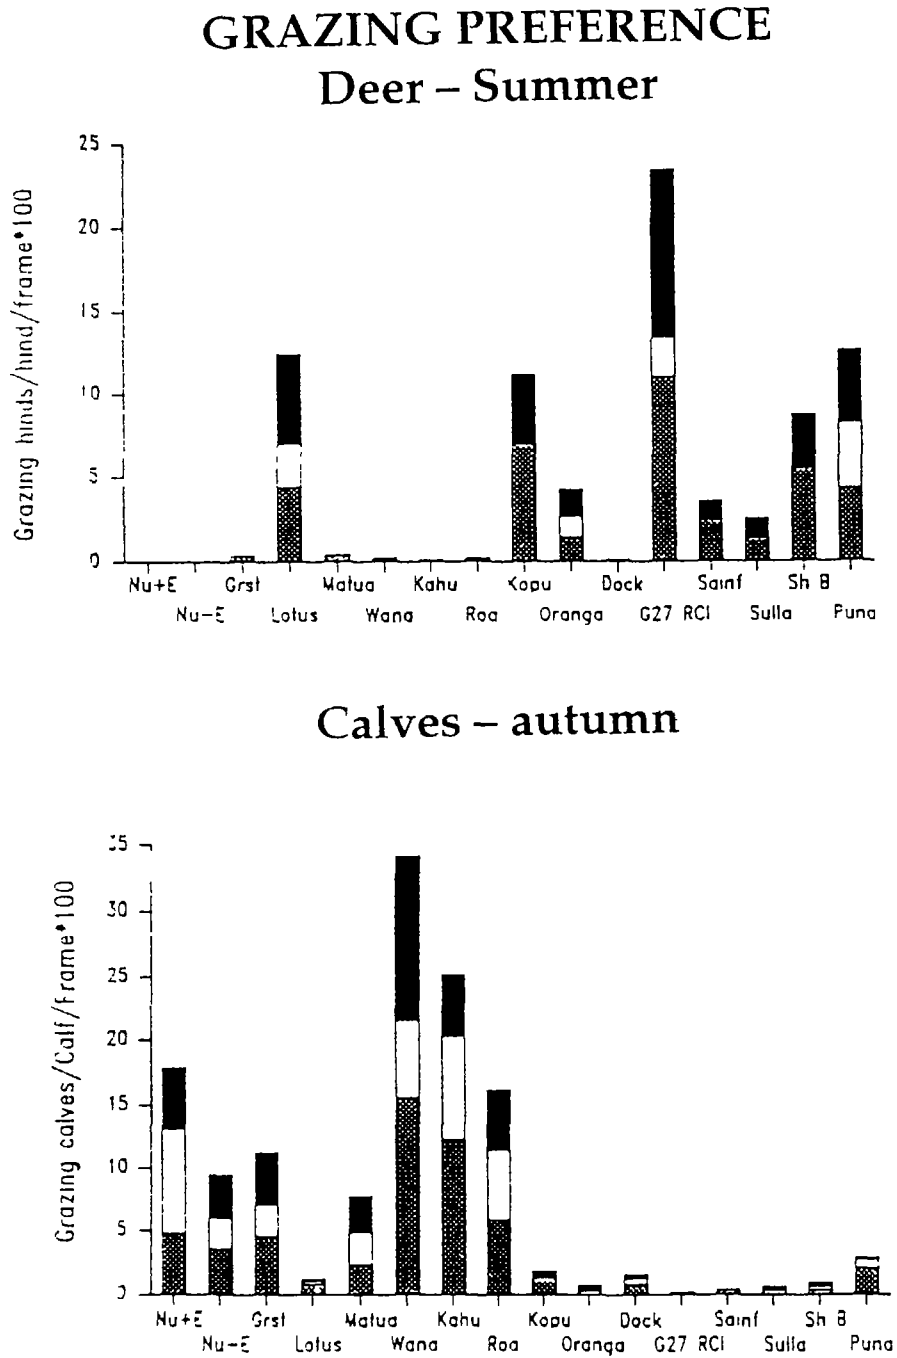 GRAZING PREFERENCE
Deer – Summer
Grazing hinds/hind/frame*100
25
20
15
10
5
0
Nu+E Grsl Matua Kahu Kopu Dock Sainf Sh B
Nu-E Lotus Wana Roa Oranga G27 RCl Sulla Puna
Calves – autumn
Grazing calves/Calf/frame*100
35
30
25
20
15
10
5
0
Nu+E Grsl Matua Kahu Kopu Dock Sainf Sh B
Nu-E Lotus Wana Roa Oranga G27 RCl Sulla Puna